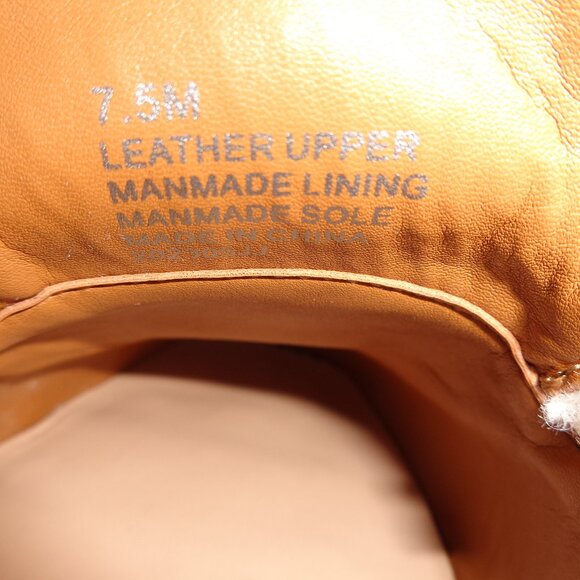 7.5M
LEATHER UPPER
MANMADE LINING
MANMADE SOLE
MADE IN CHINA